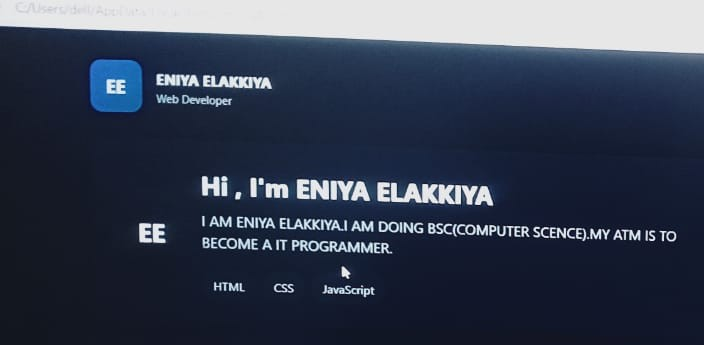 C:/Users/dell/AppData/
EE
ENIYA ELAKKIYA
Web Developer
Hi , I'm ENIYA ELAKKIYA
EE
I AM ENIYA ELAKKIYA.I AM DOING BSC(COMPUTER SCENCE).MY ATM IS TO
BECOME A IT PROGRAMMER.
HTML CSS JavaScript